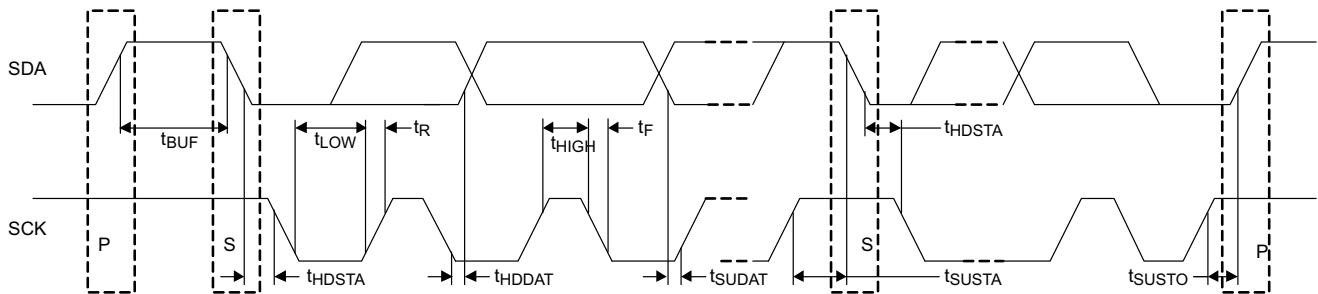 SDA
tBUF
tLOW
tR
tHIGH
tF
tHDSTA
SCK
P
S
S
P
tHDSTA
tHDDAT
tSUDAT
tSUSTA
tSUSTO